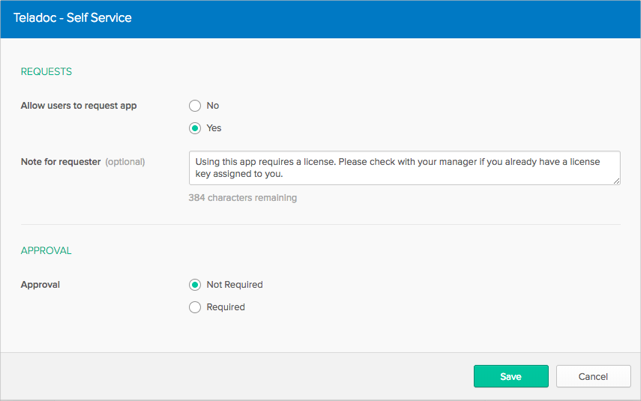 Teladoc - Self Service
REQUESTS
Allow users to request app
No
Yes
Note for requester (optional)
Using this app requires a license. Please check with your manager if you already have a license
key assigned to you.
384 characters remaining
APPROVAL
Approval
Not Required
Required
Save
Cancel